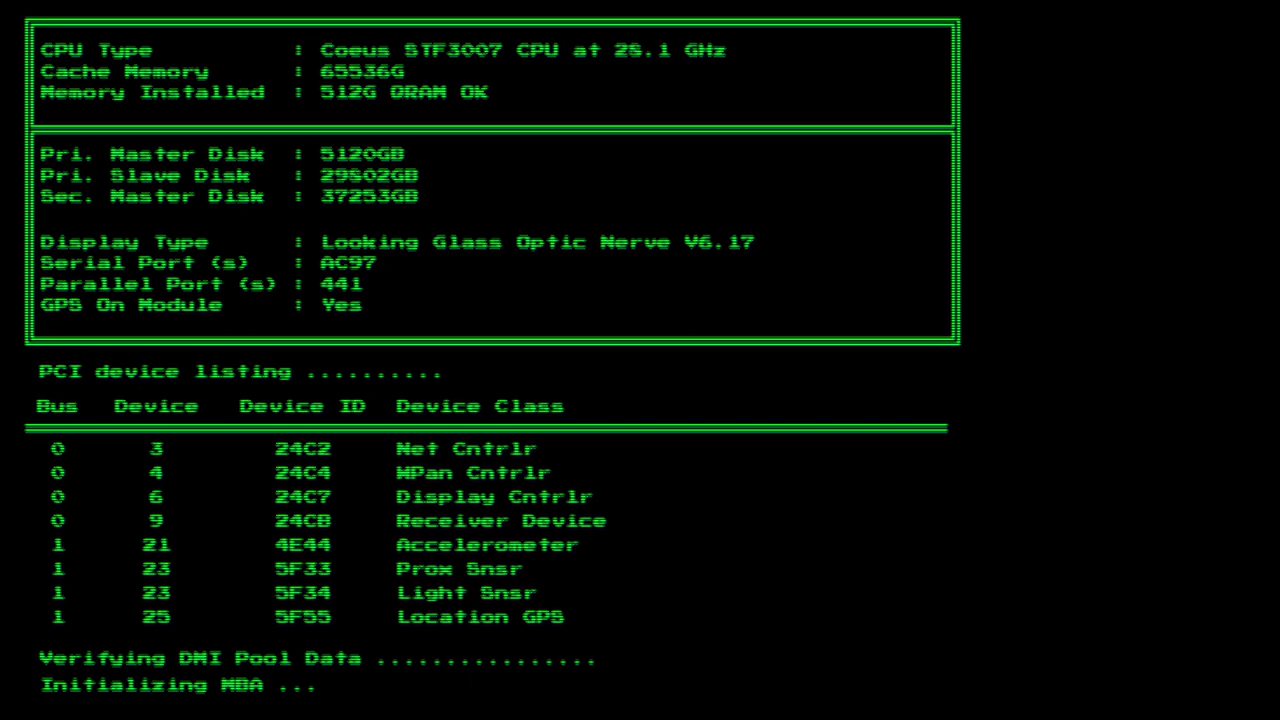 CPU Type : Coeus STF3007 CPU at 25.1 GHz
Cache Memory : 65536G
Memory Installed : 512G DRAM OK
Pri. Master Disk : 5120GB
Pri. Slave Disk : 29802GB
Sec. Master Disk : 37253GB
Display Type : Looking Glass Optic Nerve V6.17
Serial Port (s) : AC97
Parallel Port (s) : 441
GPS On Module : Yes
PCI device listing ..........
Bus Device Device ID Device Class
0 3 24C2 Net Cntrlr
0 4 24C4 WPan Cntrlr
0 6 24C7 Display Cntrlr
0 9 24CB Receiver Device
1 21 4E44 Accelerometer
1 23 5F33 Prox Snsr
1 23 5F34 Light Snsr
1 25 5F55 Location GPS
Verifying DMI Pool Data ................
Initializing MBA ...